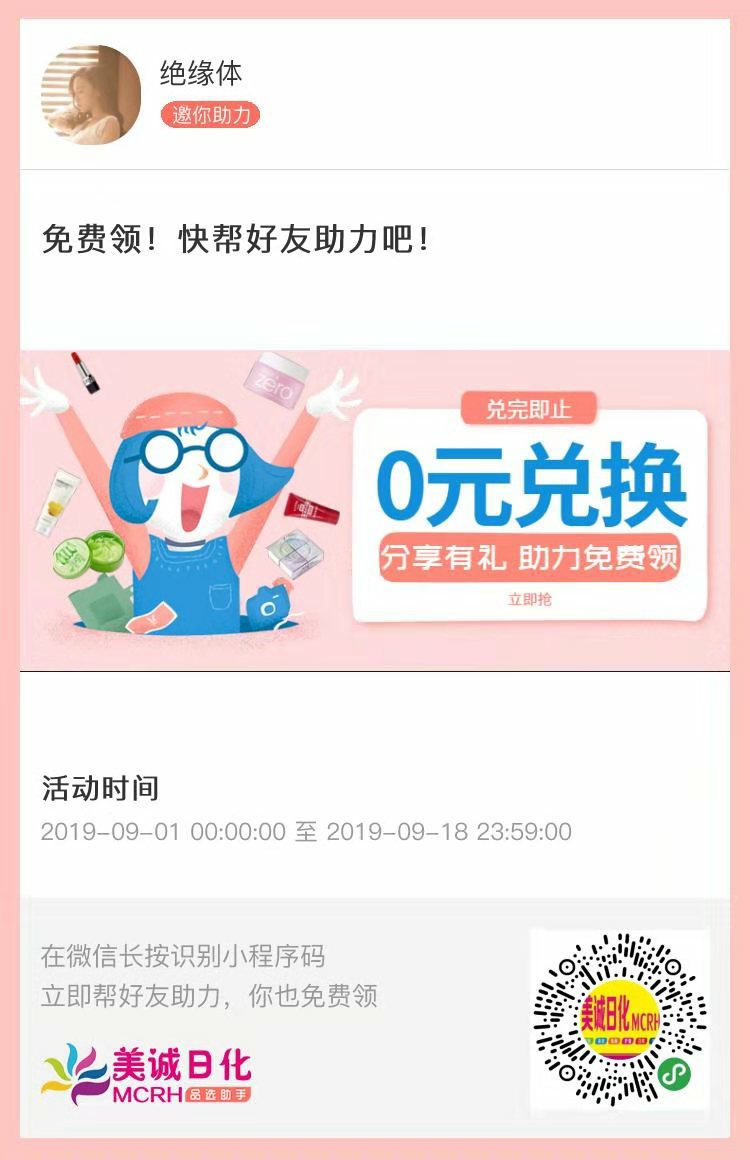 绝缘体
邀你助力
免费领！快帮好友助力吧！
zero
兑完即止
0元兑换
分享有礼 助力免费领
立即抢
活动时间
2019-09-01 00:00:00 至 2019-09-18 23:59:00
在微信长按识别小程序码
立即帮好友助力，你也免费领
美诚日化
MCRH 品选助手
美诚日化 MCRH